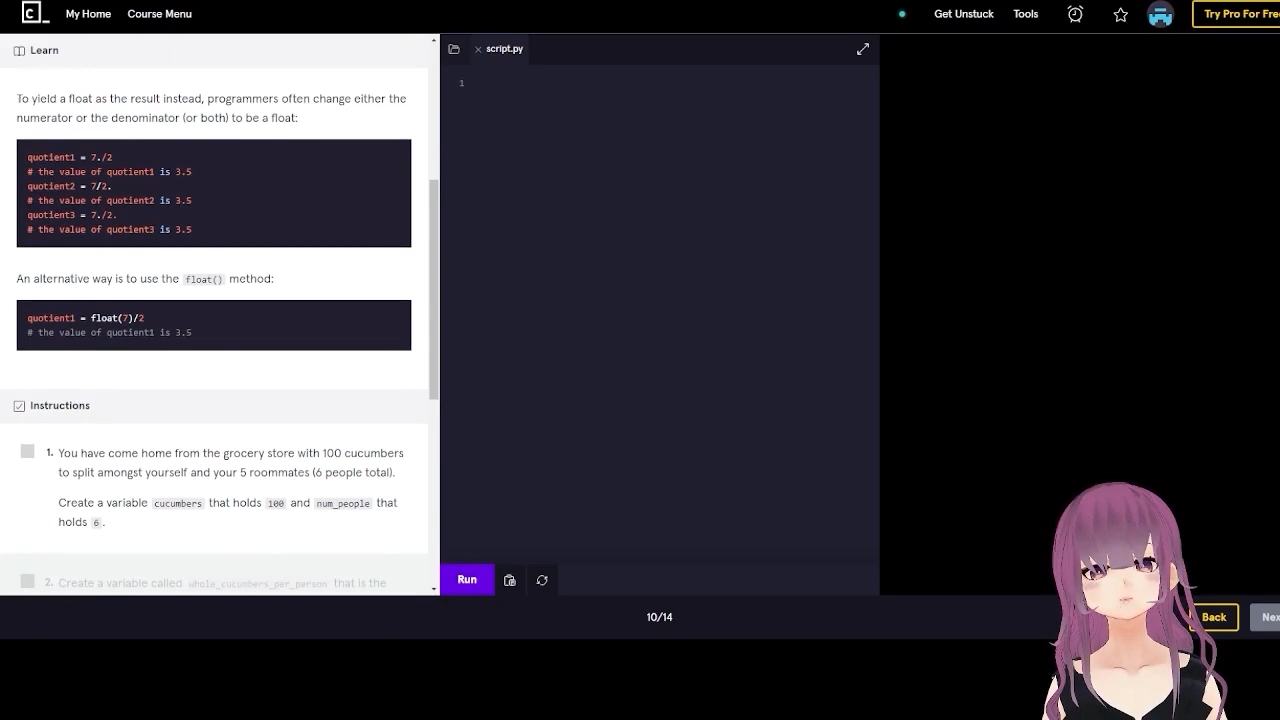 C_
My Home
Course Menu
Get Unstuck
Tools
Try Pro For Fre
Learn
script.py
1
To yield a float as the result instead, programmers often change either the
numerator or the denominator (or both) to be a float:
quotient1 = 7./2
# the value of quotient1 is 3.5
quotient2 = 7/2.
# the value of quotient2 is 3.5
quotient3 = 7./2.
# the value of quotient3 is 3.5
An alternative way is to use the float() method:
quotient1 = float(7)/2
# the value of quotient1 is 3.5
Instructions
1. You have come home from the grocery store with 100 cucumbers
to split amongst yourself and your 5 roommates (6 people total).
Create a variable cucumbers that holds 100 and num_people that
holds 6.
2. Create a variable called whole_cucumbers_per_person that is the
Run
10/14
Back
Nex